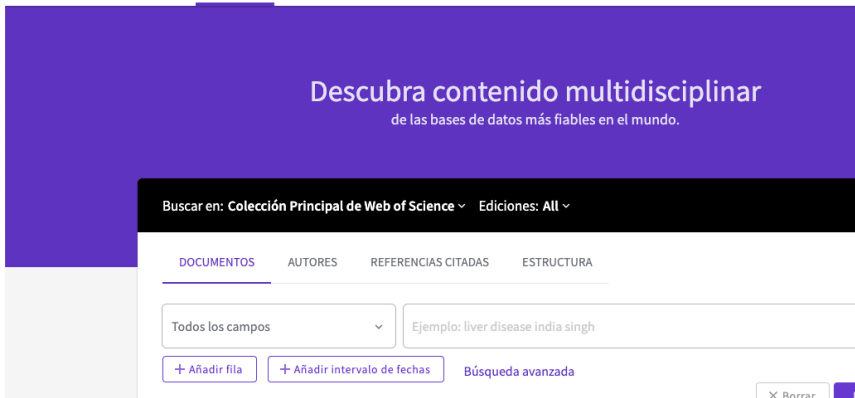 Descubra contenido multidisciplinar
de las bases de datos más fiables en el mundo.
Buscar en: Colección Principal de Web of Science Ediciones: All
DOCUMENTOS AUTORES REFERENCIAS CITADAS ESTRUCTURA
Todos los campos Ejemplo: liver disease india singh
+ Añadir fila + Añadir intervalo de fechas Búsqueda avanzada
× Borrar